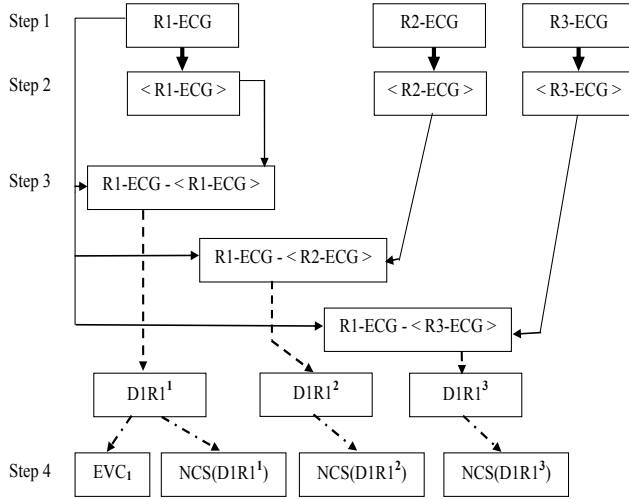 Step 1
R1-ECG
R2-ECG
R3-ECG
Step 2
< R1-ECG >
< R2-ECG >
< R3-ECG >
Step 3
R1-ECG - < R1-ECG >
R1-ECG - < R2-ECG >
R1-ECG - < R3-ECG >
D1R1¹
D1R1²
D1R1³
Step 4
EVC₁
NCS(D1R1¹)
NCS(D1R1²)
NCS(D1R1³)